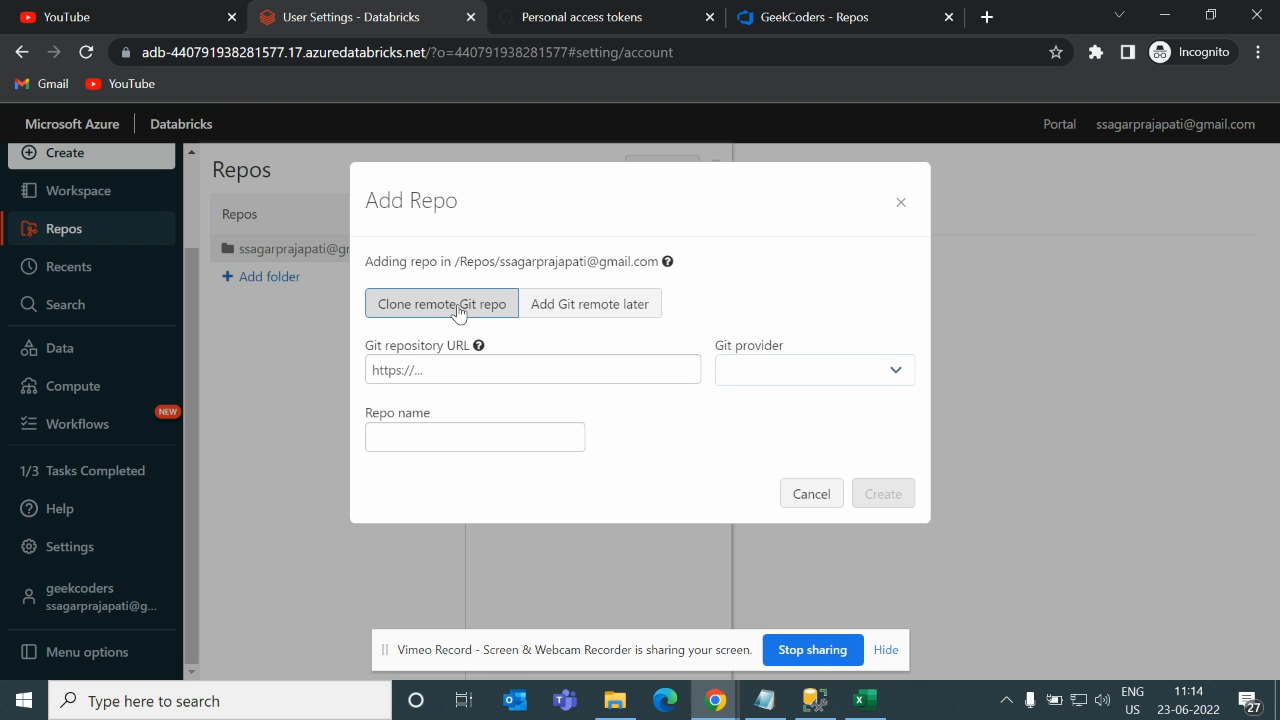 YouTube
User Settings - Databricks
Personal access tokens
GeekCoders - Repos
adb-440791938281577.17.azuredatabricks.net/?o=440791938281577#setting/account
Incognito
Gmail
YouTube
Microsoft Azure
Databricks
Portal
ssagarprajapati@gmail.com
Create
Workspace
Repos
Recents
Search
Data
Compute
NEW
Workflows
1/3 Tasks Completed
Help
Settings
geekcoders
ssagarprajapati@g...
Menu options
Repos
Repos
ssagarprajapati@gr
+ Add folder
Add Repo
Adding repo in /Repos/ssagarprajapati@gmail.com
Clone remote Git repo
Add Git remote later
Git repository URL
Git provider
https://...
Repo name
Cancel
Create
Vimeo Record - Screen & Webcam Recorder is sharing your screen.
Stop sharing
Hide
Type here to search
ENG
US
11:14
23-06-2022
27